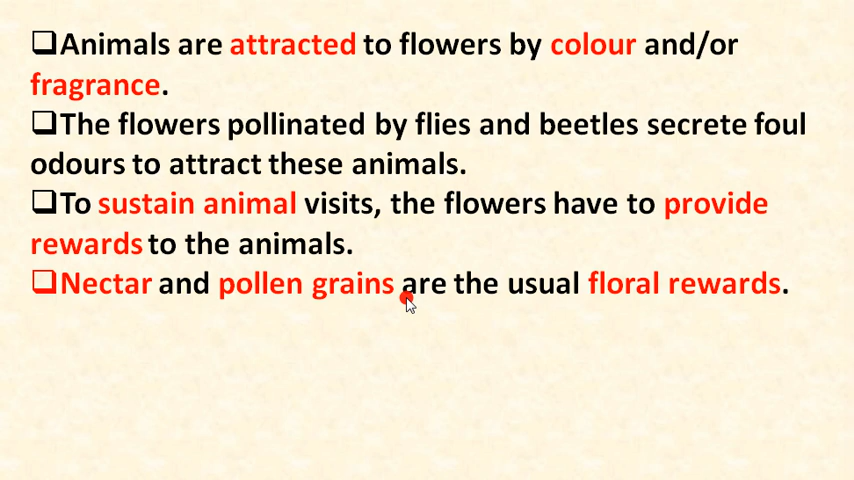 ❑Animals are attracted to flowers by colour and/or
fragrance.
❑The flowers pollinated by flies and beetles secrete foul
odours to attract these animals.
❑To sustain animal visits, the flowers have to provide
rewards to the animals.
❑Nectar and pollen grains are the usual floral rewards.